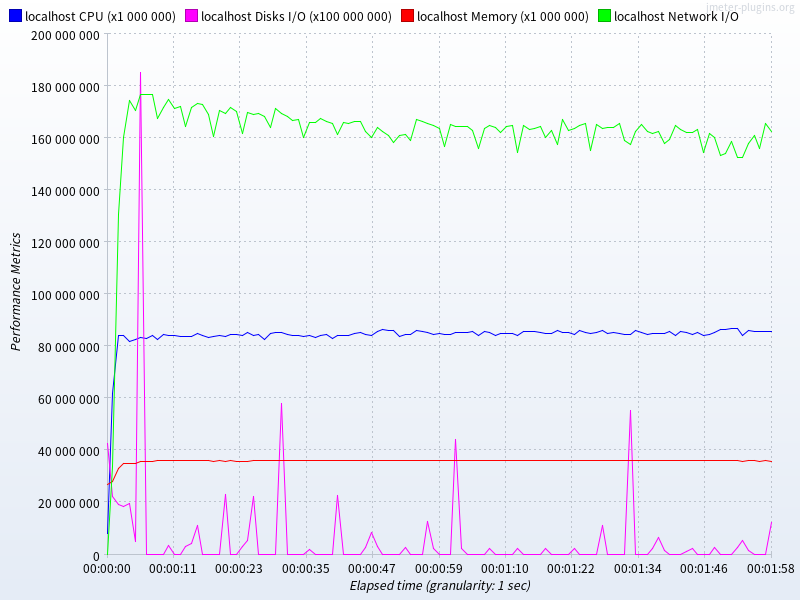 jmeter-plugins.org
localhost CPU (x1 000 000) localhost Disks I/O (x100 000 000) localhost Memory (x1 000 000) localhost Network I/O
200 000 000
180 000 000
160 000 000
140 000 000
120 000 000
100 000 000
80 000 000
60 000 000
40 000 000
20 000 000
0
Performance Metrics
00:00:00 00:00:11 00:00:23 00:00:35 00:00:47 00:00:59 00:01:10 00:01:22 00:01:34 00:01:46 00:01:58
Elapsed time (granularity: 1 sec)